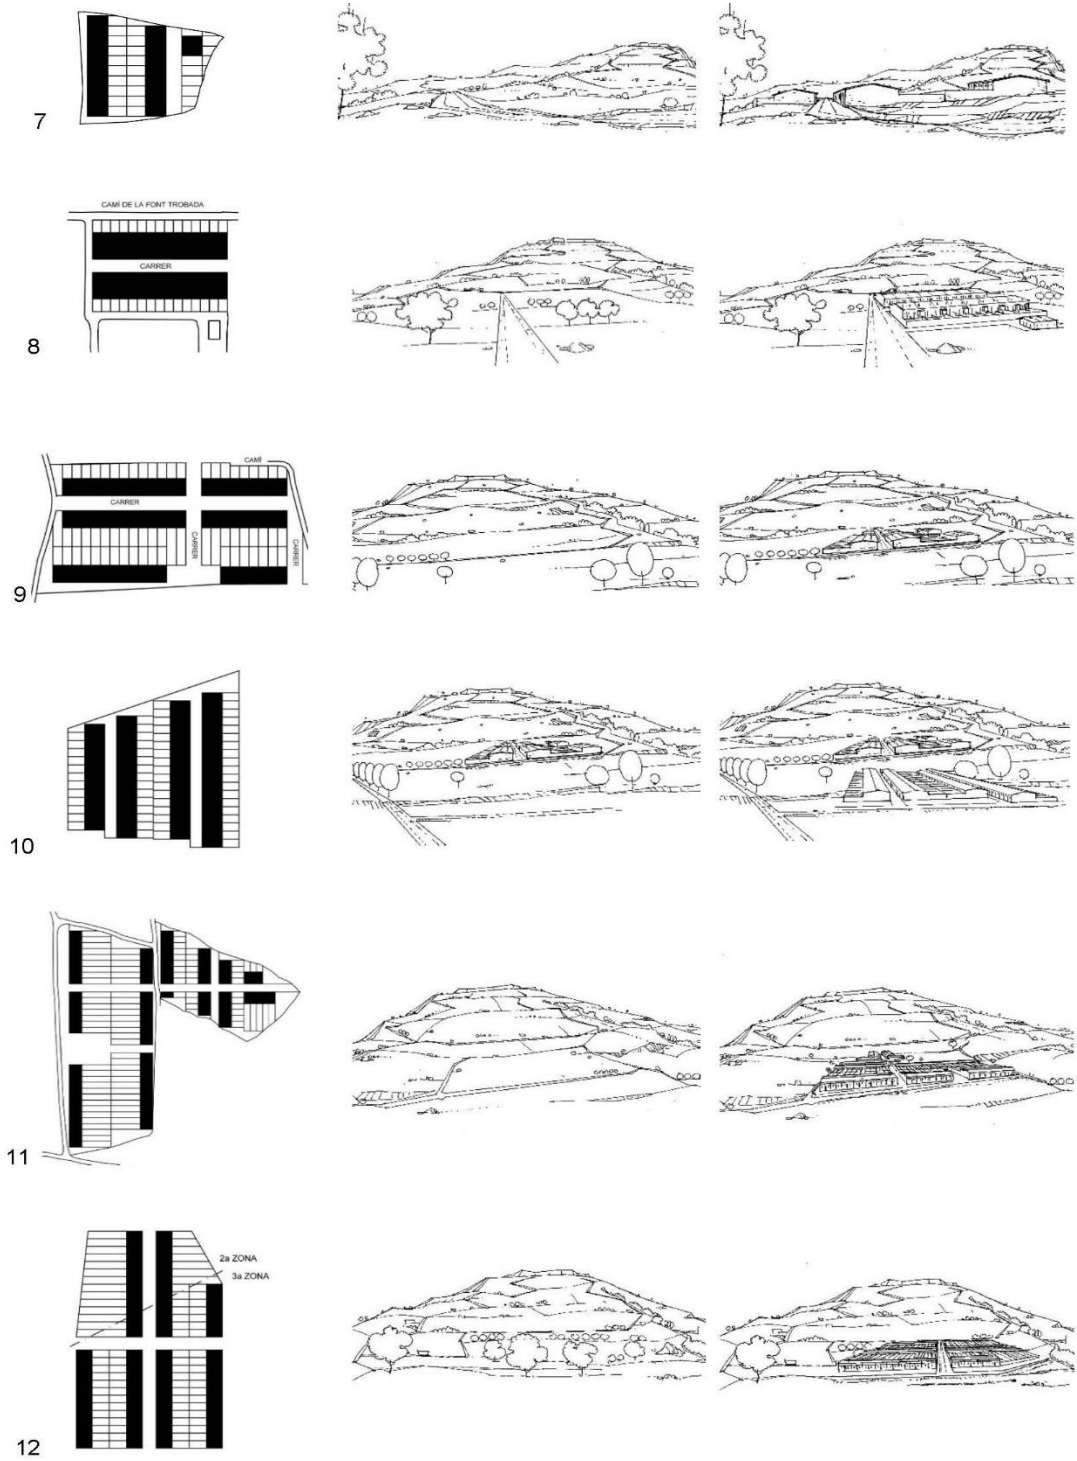 7
CAMÍ DE LA FONT TROBADA
CARRER
8
CAMÍ
CARRER
CARRER
CARRER
9
10
11
2a ZONA
3a ZONA
12